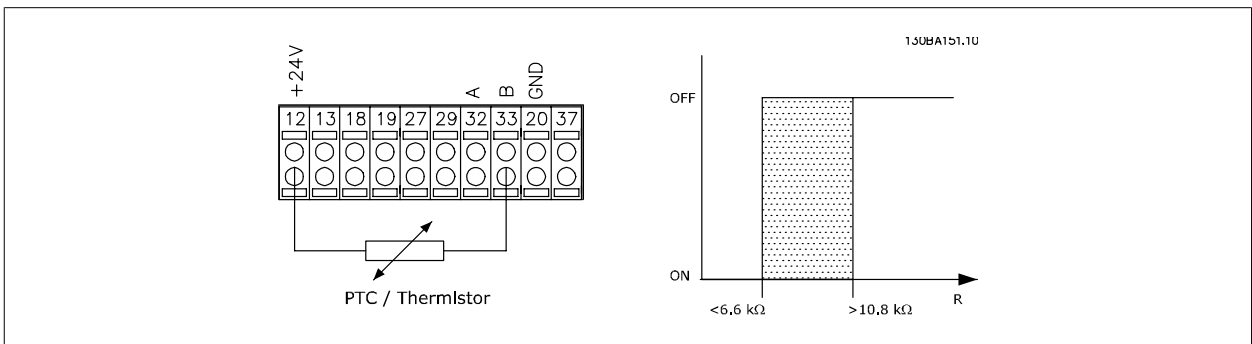 130BA151.10
+24V
A
B
GND
12 13 18 19 27 29 32 33 20 37
PTC / Thermistor
OFF
ON
<6.6 kΩ
>10.8 kΩ
R